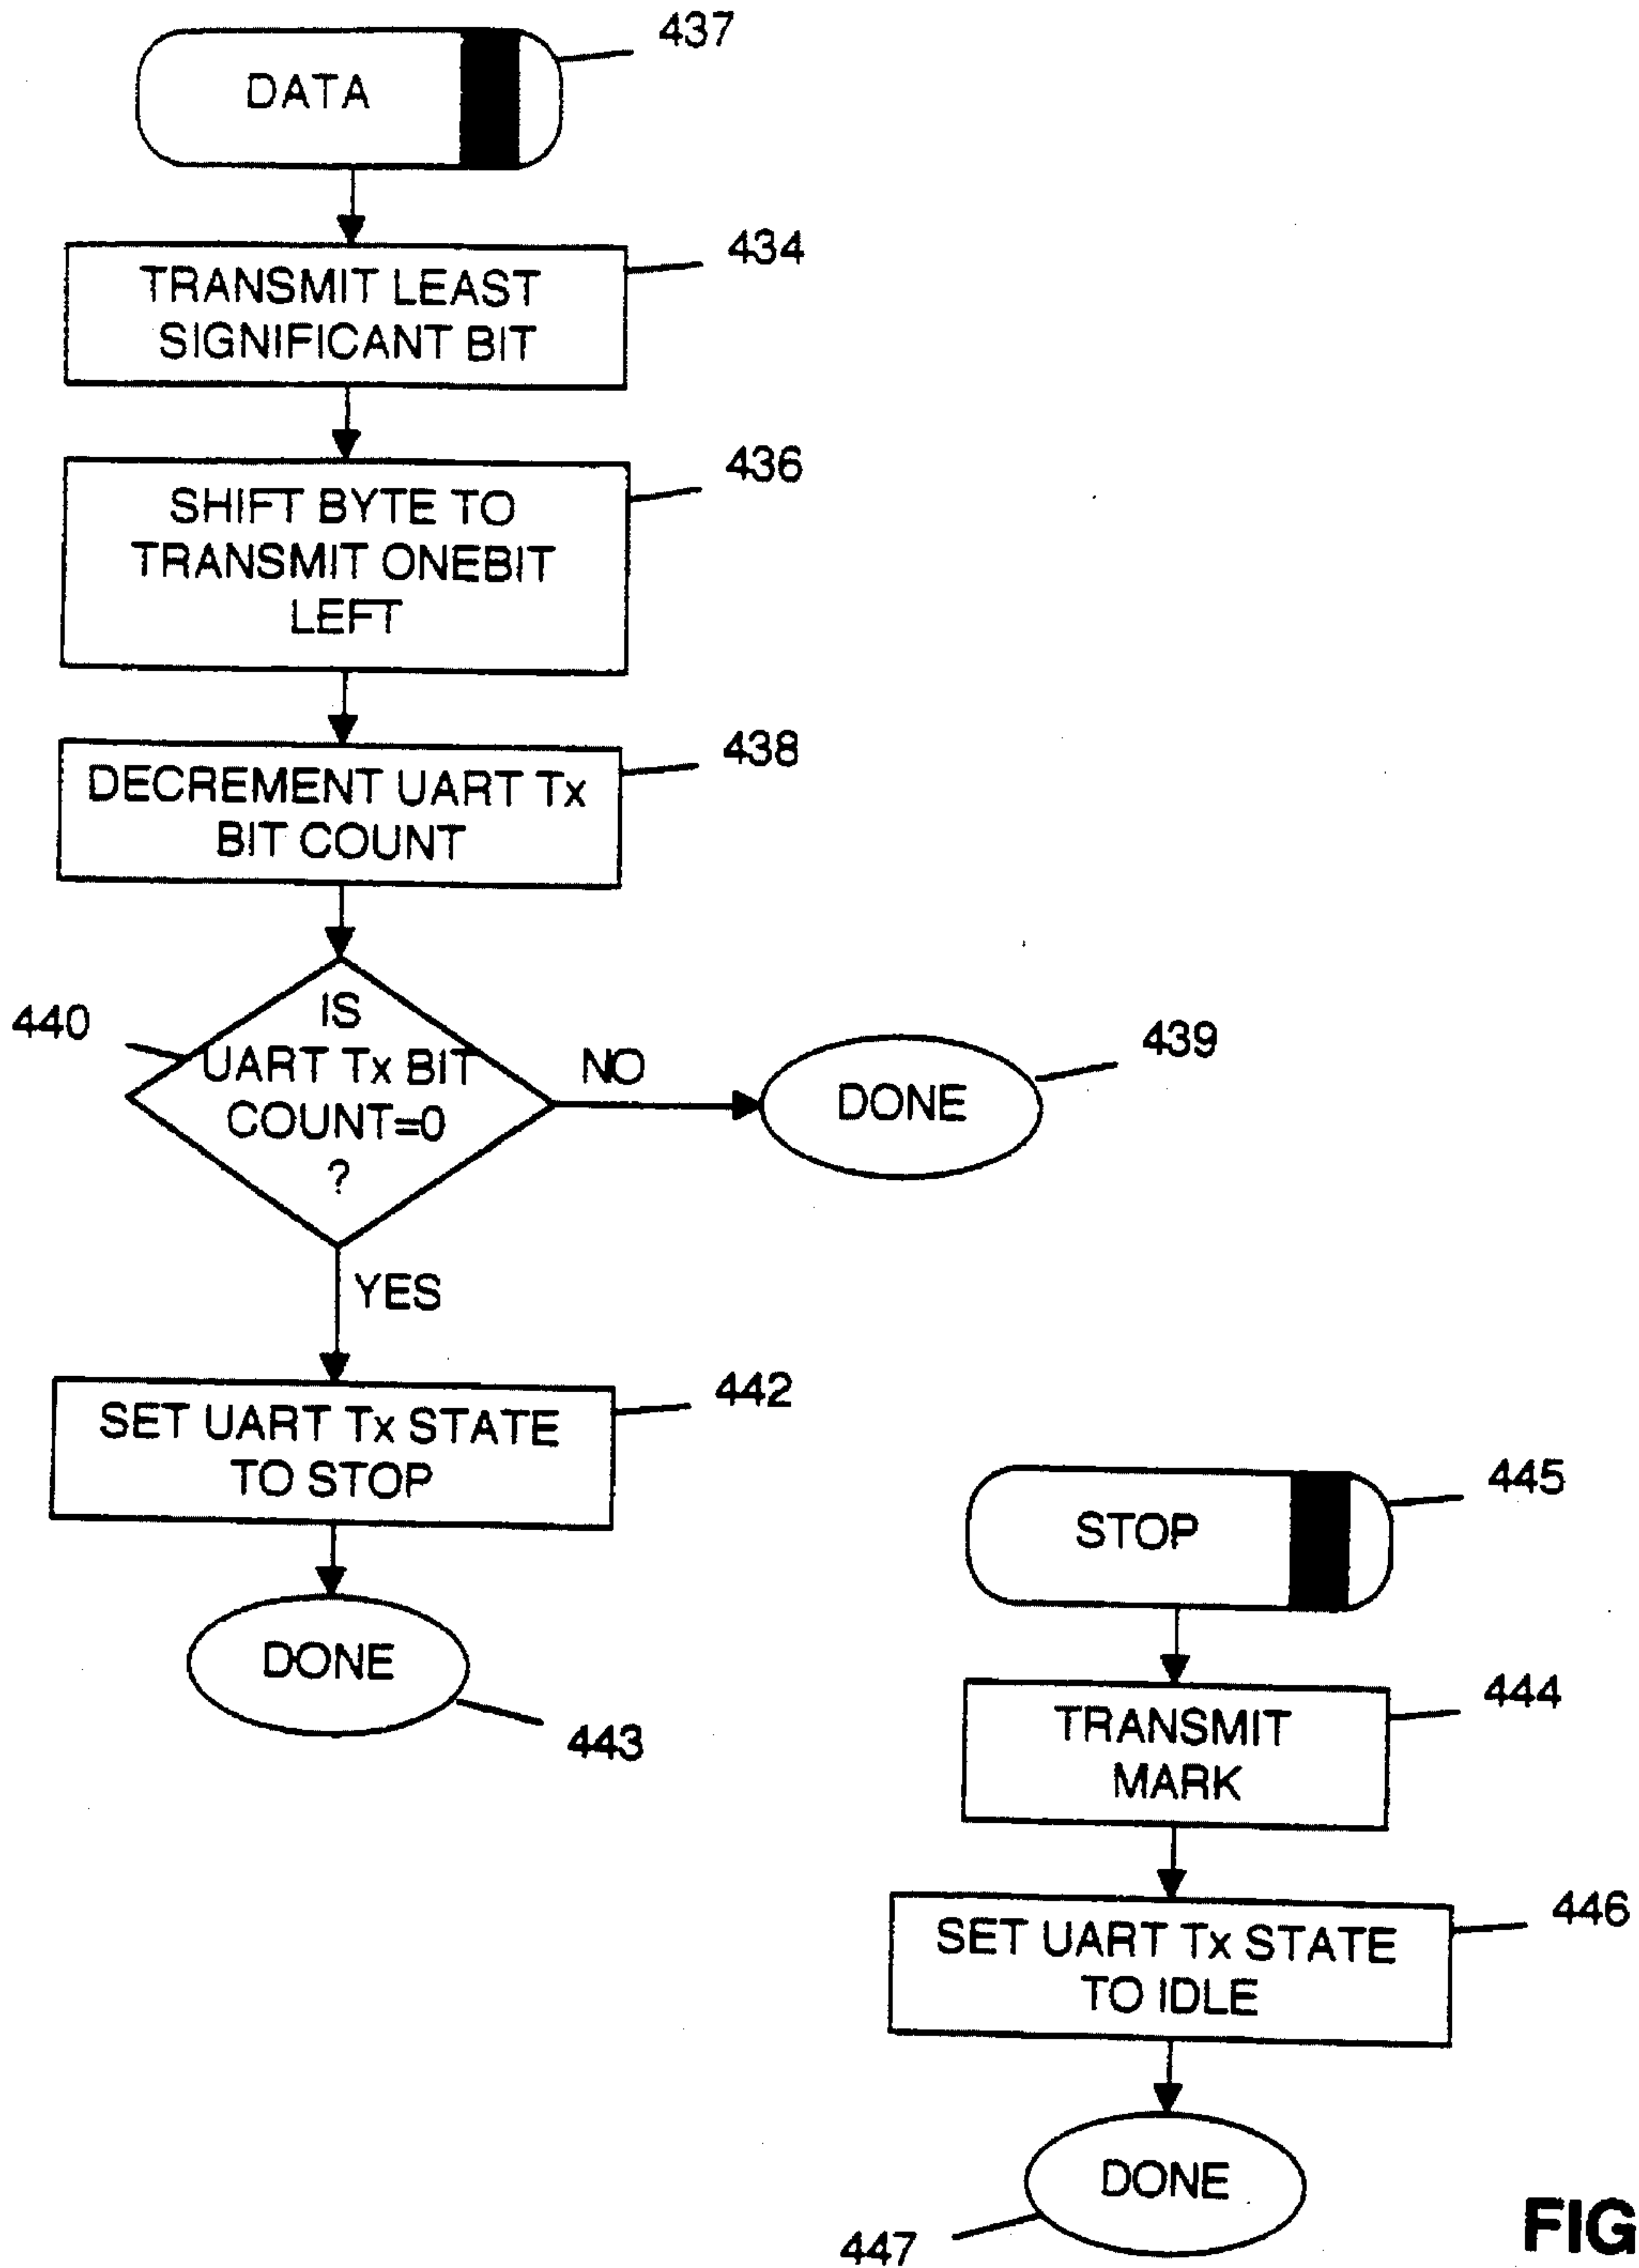 437
DATA
434
TRANSMIT LEAST
SIGNIFICANT BIT
436
SHIFT BYTE TO
TRANSMIT ONEBIT
LEFT
438
DECREMENT UART Tx
BIT COUNT
440
IS
UART Tx BIT
COUNT=0
?
NO
DONE
439
YES
442
SET UART Tx STATE
TO STOP
DONE
443
445
STOP
444
TRANSMIT
MARK
446
SET UART Tx STATE
TO IDLE
DONE
447
FIG